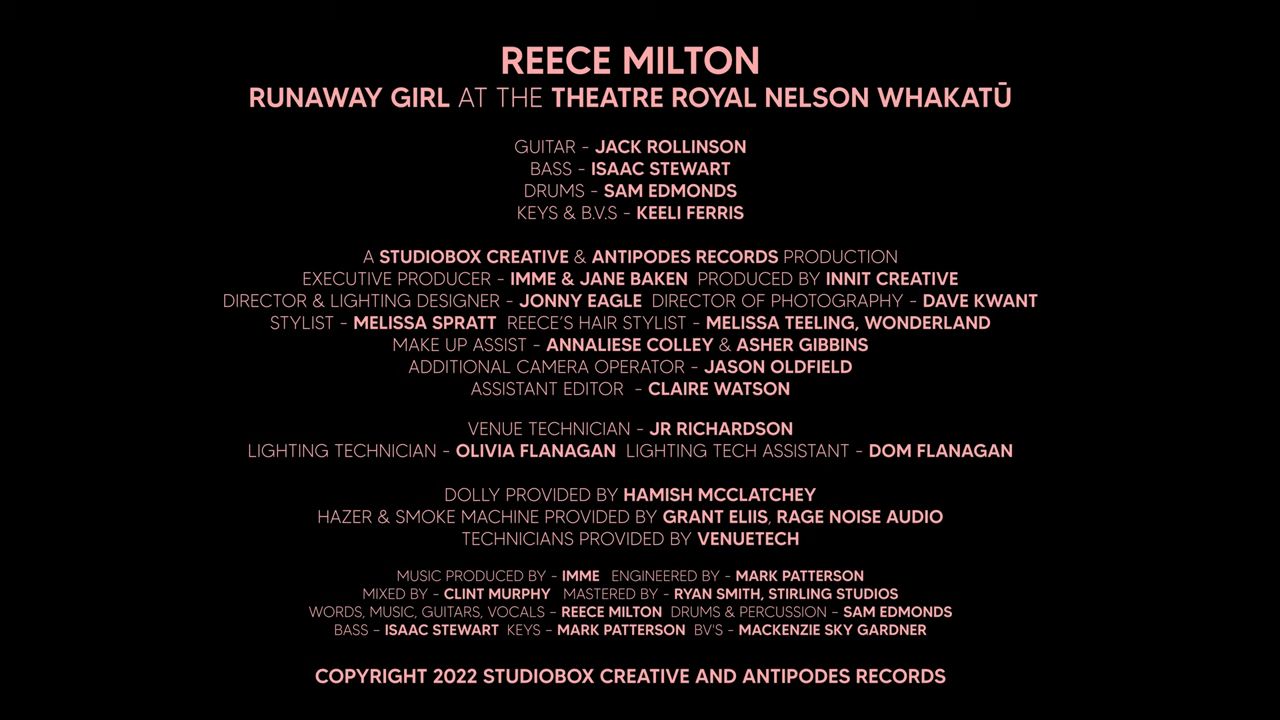 REECE MILTON
RUNAWAY GIRL AT THE THEATRE ROYAL NELSON WHAKATŪ
GUITAR - JACK ROLLINSON
BASS - ISAAC STEWART
DRUMS - SAM EDMONDS
KEYS & B.V.S - KEELI FERRIS
A STUDIOBOX CREATIVE & ANTIPODES RECORDS PRODUCTION
EXECUTIVE PRODUCER - IMME & JANE BAKEN PRODUCED BY INNIT CREATIVE
DIRECTOR & LIGHTING DESIGNER - JONNY EAGLE DIRECTOR OF PHOTOGRAPHY - DAVE KWANT
STYLIST - MELISSA SPRATT REECE'S HAIR STYLIST - MELISSA TEELING, WONDERLAND
MAKE UP ASSIST - ANNALIESE COLLEY & ASHER GIBBINS
ADDITIONAL CAMERA OPERATOR - JASON OLDFIELD
ASSISTANT EDITOR - CLAIRE WATSON
VENUE TECHNICIAN - JR RICHARDSON
LIGHTING TECHNICIAN - OLIVIA FLANAGAN LIGHTING TECH ASSISTANT - DOM FLANAGAN
DOLLY PROVIDED BY HAMISH MCCLATCHEY
HAZER & SMOKE MACHINE PROVIDED BY GRANT ELIIS, RAGE NOISE AUDIO
TECHNICIANS PROVIDED BY VENUETECH
MUSIC PRODUCED BY - IMME ENGINEERED BY - MARK PATTERSON
MIXED BY - CLINT MURPHY MASTERED BY - RYAN SMITH, STIRLING STUDIOS
WORDS, MUSIC, GUITARS, VOCALS - REECE MILTON DRUMS & PERCUSSION - SAM EDMONDS
BASS - ISAAC STEWART KEYS - MARK PATTERSON BV'S - MACKENZIE SKY GARDNER
COPYRIGHT 2022 STUDIOBOX CREATIVE AND ANTIPODES RECORDS